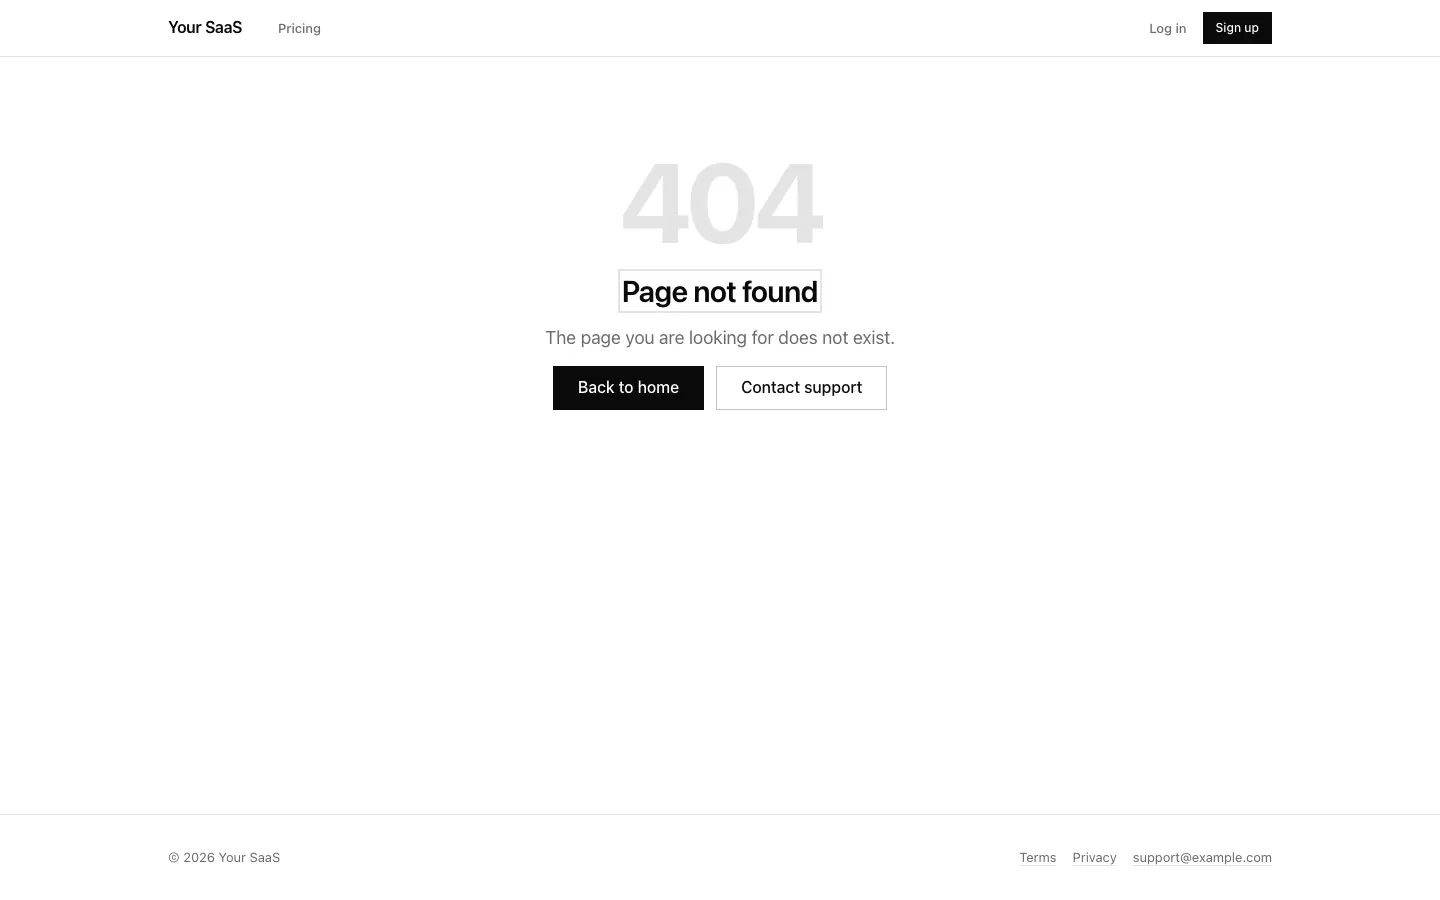 Your SaaS Pricing Log in Sign up
404
Page not found
The page you are looking for does not exist.
Back to home Contact support
© 2026 Your SaaS Terms Privacy support@example.com